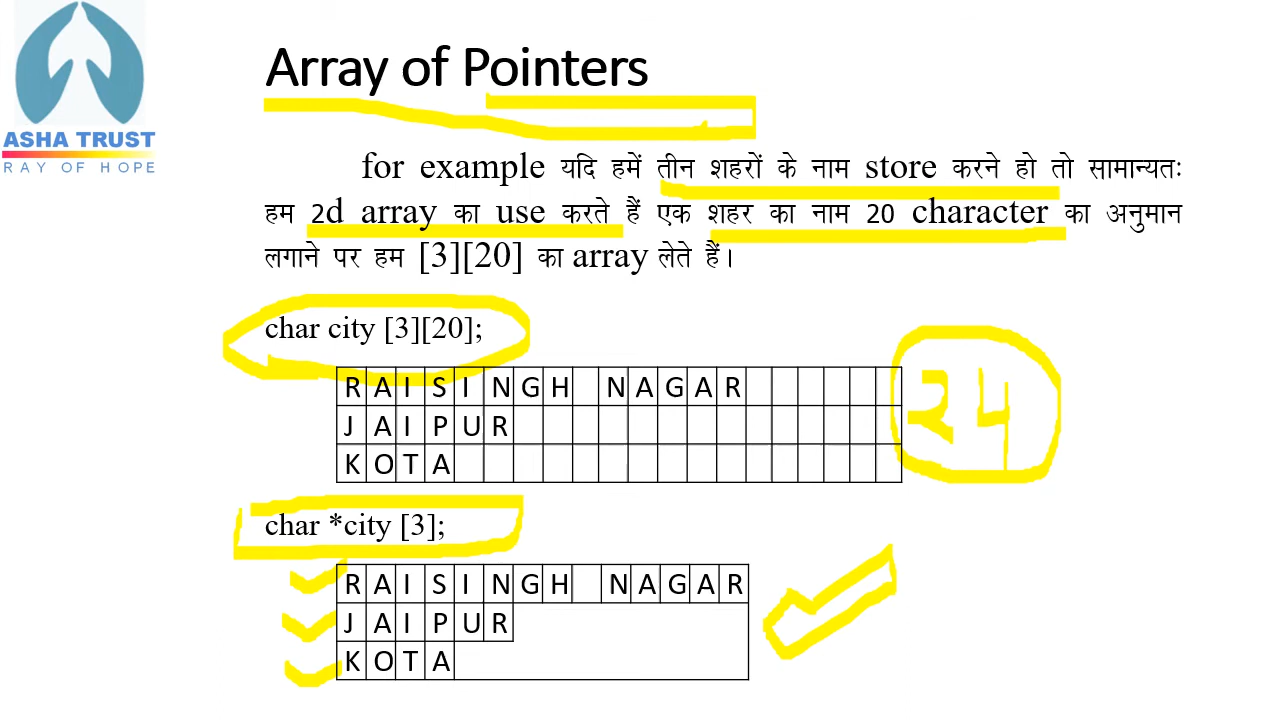 ASHA TRUST
RAY OF HOPE
Array of Pointers
for example यदि हमें तीन शहरों के नाम store करने हो तो सामान्यतः
हम 2d array का use करते हैं एक शहर का नाम 20 character का अनुमान
लगाने पर हम [3][20] का array लेते हैं।
char city [3][20];
RAISINGH NAGAR
JAIPUR
KOTA
२५
char *city [3];
RAISINGH NAGAR
JAIPUR
KOTA